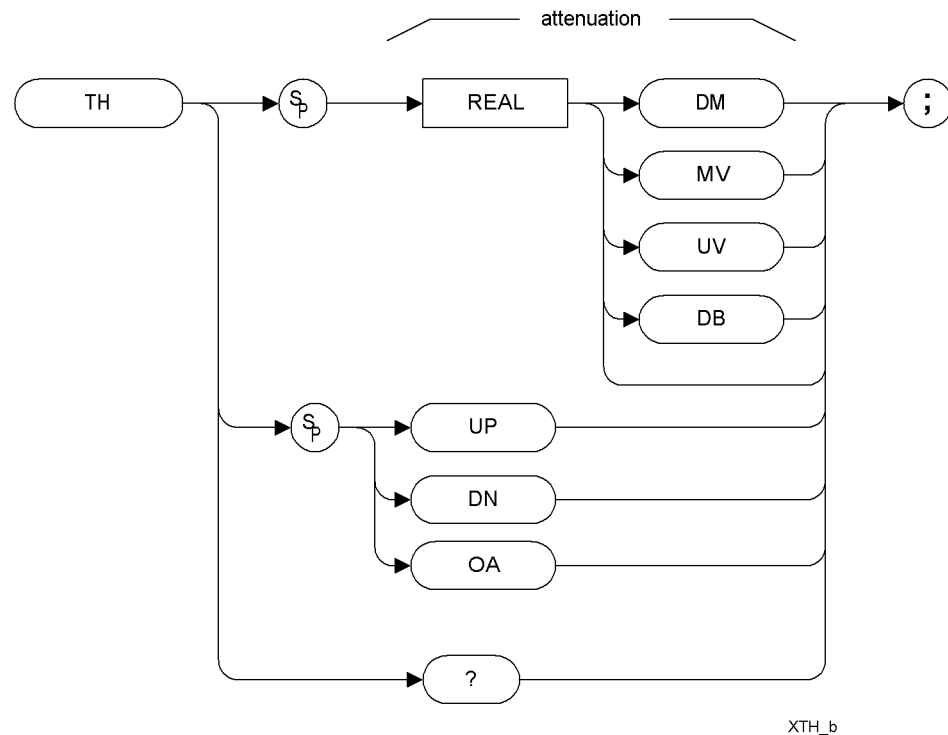 attenuation
TH SP REAL DM ;
MV
UV
DB
SP UP
DN
OA
?
XTH_b